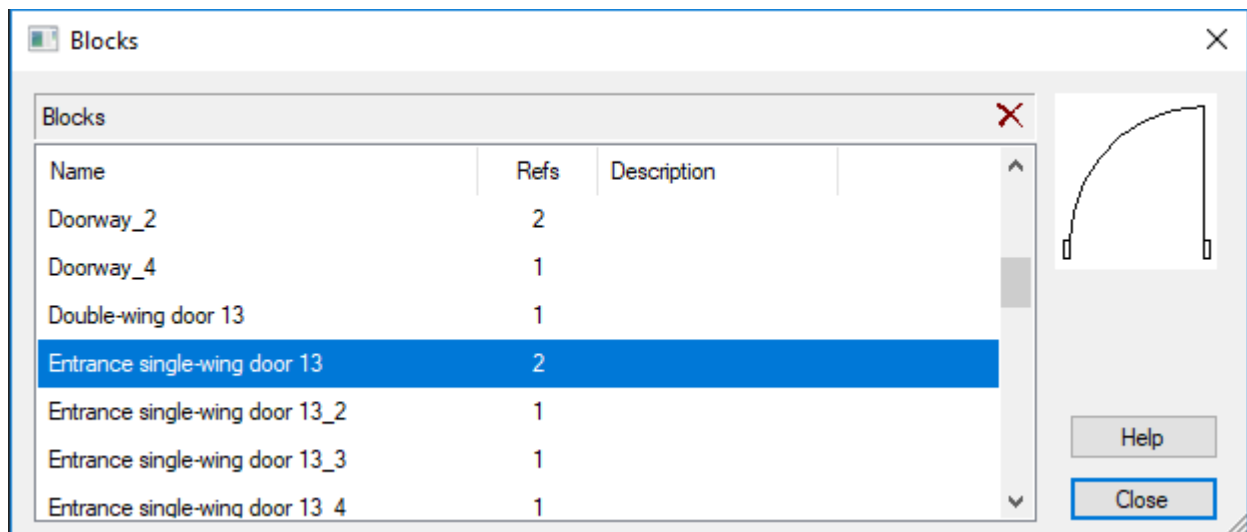 Blocks
Blocks
Name Refs Description
Doorway_2 2
Doorway_4 1
Double-wing door 13 1
Entrance single-wing door 13 2
Entrance single-wing door 13_2 1
Entrance single-wing door 13_3 1
Entrance single-wing door 13_4 1
Help
Close